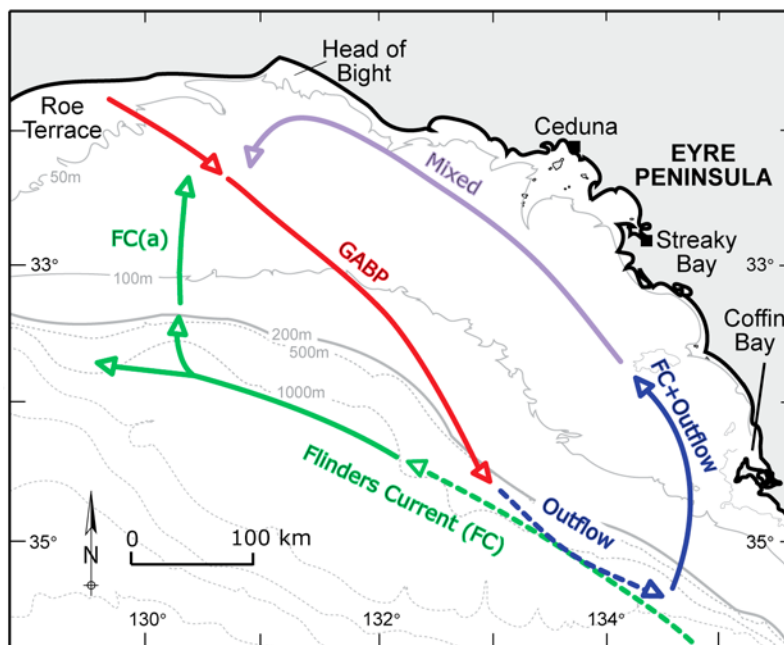 Head of
Bight
Roe
Terrace
Ceduna
EYRE
PENINSULA
50m
Mixed
FC(a)
GABP
Streaky
Bay
33°
33°
100m
Coffin
Bay
200m
500m
1000m
FC+Outflow
Flinders Current (FC)
Outflow
N
0
100 km
35°
35°
130°
132°
134°